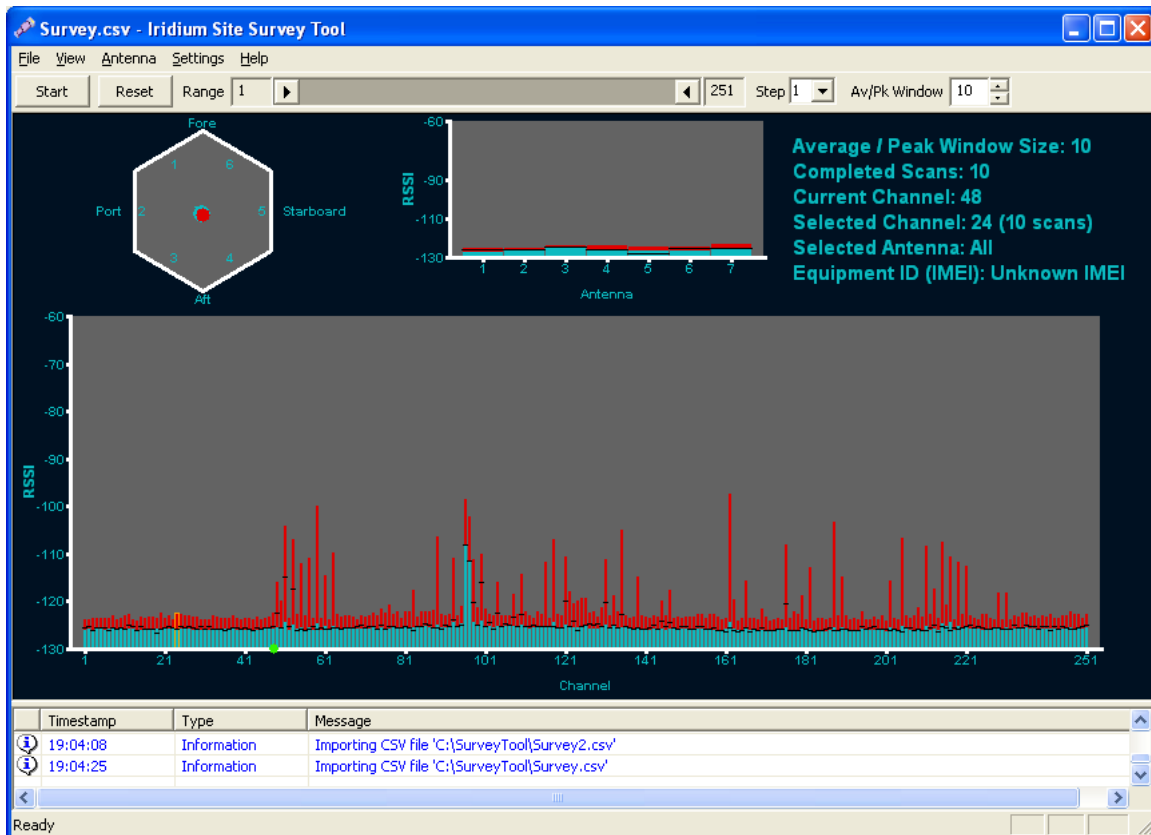 Survey.csv - Iridium Site Survey Tool
File View Antenna Settings Help
Start Reset Range 1 251 Step 1 Av/Pk Window 10
Fore
1 6
Port 2 5 Starboard
3 4
Aft
-60
-90
-110
-130
RSSI
1 2 3 4 5 6 7
Antenna
Average / Peak Window Size: 10
Completed Scans: 10
Current Channel: 48
Selected Channel: 24 (10 scans)
Selected Antenna: All
Equipment ID (IMEI): Unknown IMEI
-60
-70
-80
-90
-100
-110
-120
-130
RSSI
1 21 41 61 81 101 121 141 161 181 201 221 251
Channel
Timestamp Type Message
19:04:08 Information Importing CSV file 'C:\SurveyTool\Survey2.csv'
19:04:25 Information Importing CSV file 'C:\SurveyTool\Survey.csv'
Ready